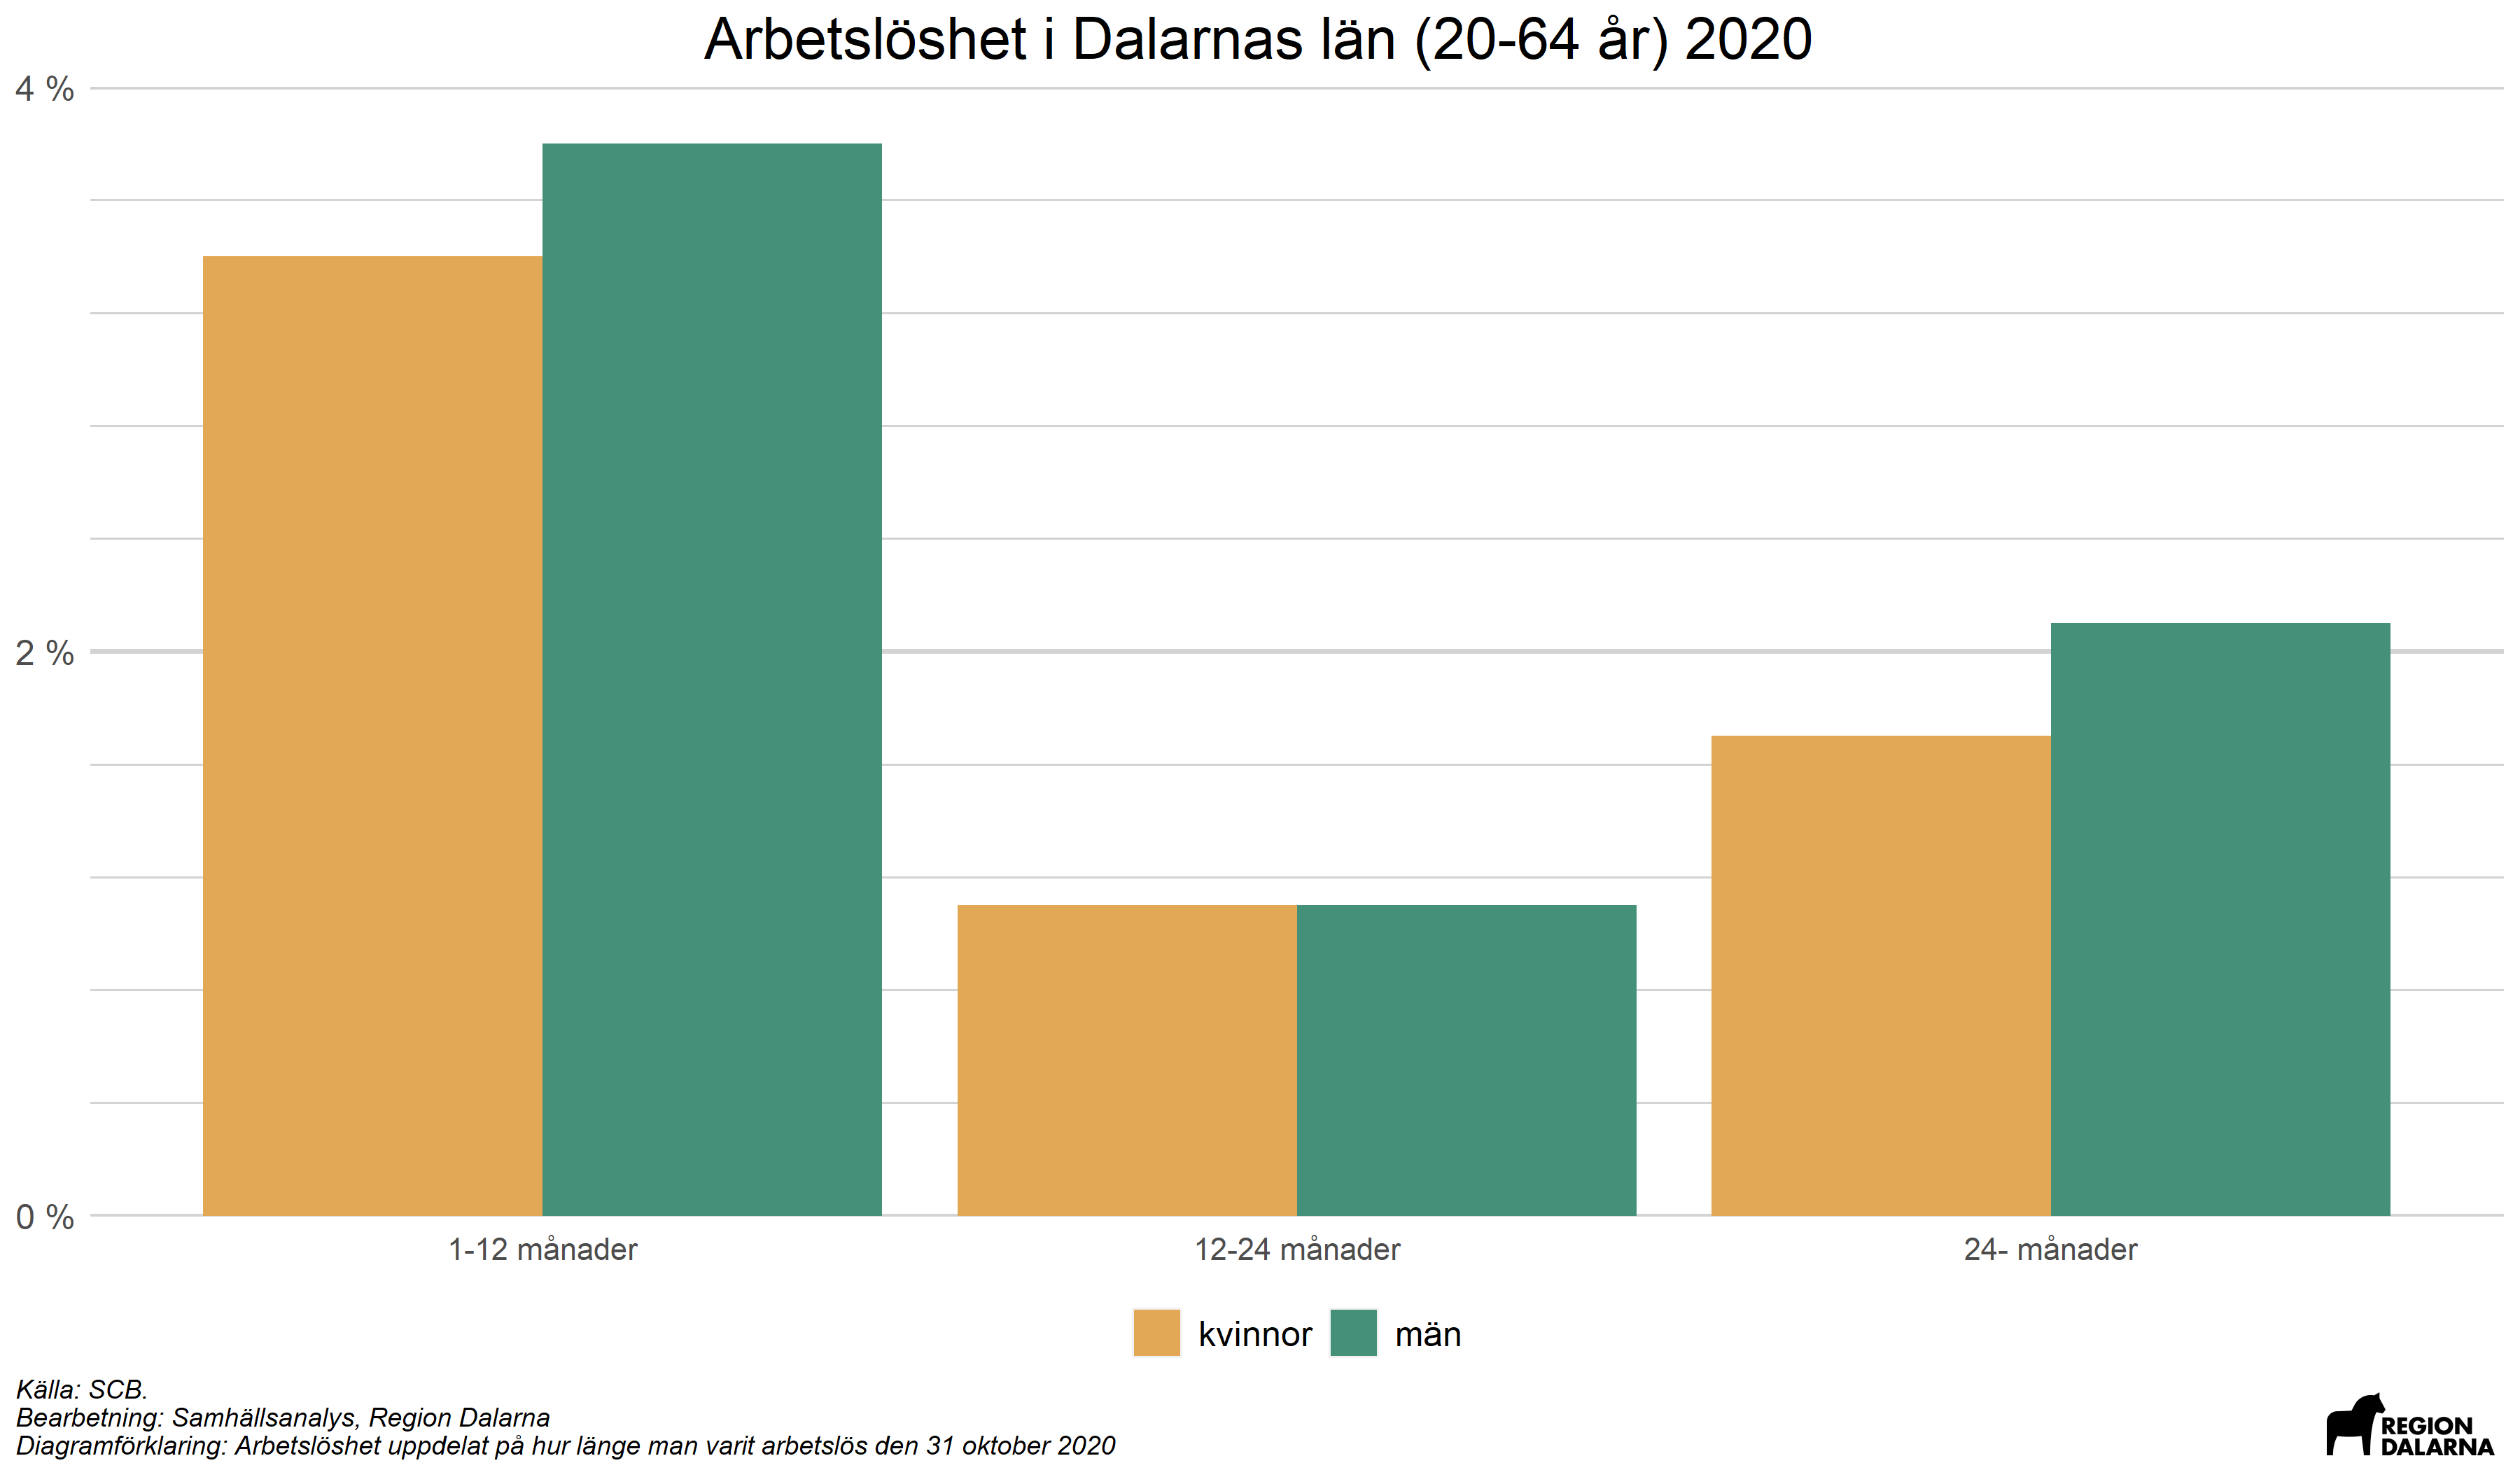 Arbetslöshet i Dalarnas län (20-64 år) 2020
4 %
2 %
0 %
1-12 månader
12-24 månader
24- månader
kvinnor
män
Källa: SCB.
Bearbetning: Samhällsanalys, Region Dalarna
Diagramförklaring: Arbetslöshet uppdelat på hur länge man varit arbetslös den 31 oktober 2020
REGION
DALARNA